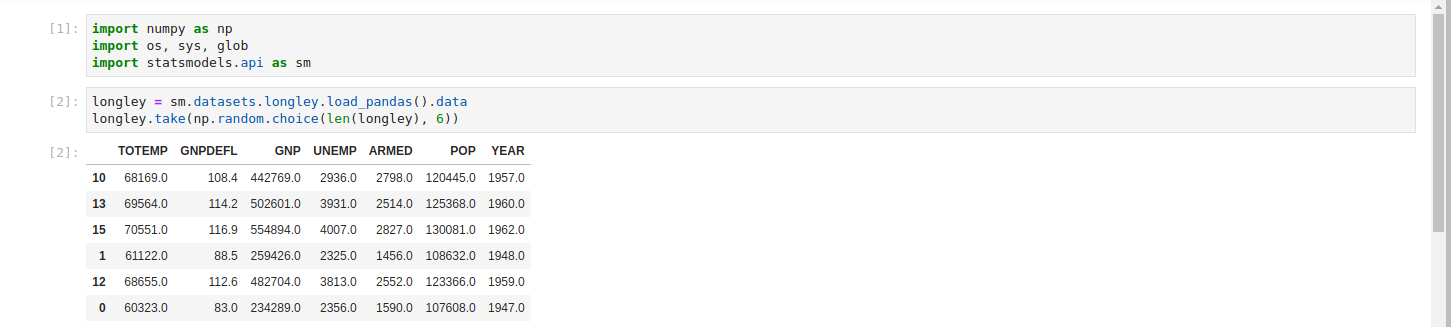 [1]: import numpy as np
import os, sys, glob
import statsmodels.api as sm
[2]: longley = sm.datasets.longley.load_pandas().data
longley.take(np.random.choice(len(longley), 6))
[2]: TOTEMP GNPDEFL GNP UNEMP ARMED POP YEAR
10 68169.0 108.4 442769.0 2936.0 2798.0 120445.0 1957.0
13 69564.0 114.2 502601.0 3931.0 2514.0 125368.0 1960.0
15 70551.0 116.9 554894.0 4007.0 2827.0 130081.0 1962.0
1 61122.0 88.5 259426.0 2325.0 1456.0 108632.0 1948.0
12 68655.0 112.6 482704.0 3813.0 2552.0 123366.0 1959.0
0 60323.0 83.0 234289.0 2356.0 1590.0 107608.0 1947.0